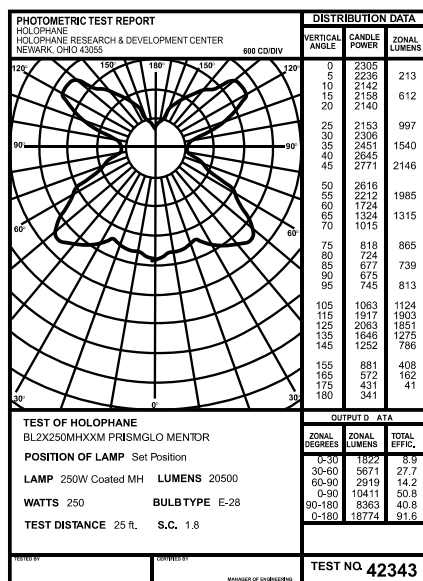 PHOTOMETRIC TEST REPORT
HOLOPHANE
HOLOPHANE RESEARCH & DEVELOPMENT CENTER
NEWARK, OHIO 43055
600 CD/DIV
120° 150° 180° 150° 120°
90° 90°
60° 60°
30° 0° 30°
DISTRIBUTION DATA
VERTICAL ANGLE CANDLE POWER ZONAL LUMENS
0 2305
5 2236 213
10 2142
15 2158 612
20 2140
25 2153 997
30 2306
35 2451 1540
40 2645
45 2771 2146
50 2616
55 2212 1985
60 1724
65 1324 1315
70 1015
75 818 865
80 724
85 677 739
90 675
95 745 813
105 1063 1124
115 1917 1903
125 2063 1851
135 1646 1275
145 1252 786
155 881 408
165 572 162
175 431 41
180 341
TEST OF HOLOPHANE
BL2X250MHXXM PRISMGLO MENTOR
POSITION OF LAMP Set Position
LAMP 250W Coated MH LUMENS 20500
WATTS 250 BULBTYPE E-28
TEST DISTANCE 25 ft. S.C. 1.8
TESTED BY
CERTIFIED BY
MANAGER OF ENGINEERING
OUTPUT D ATA
ZONAL DEGREES ZONAL LUMENS TOTAL EFFIC.
0-30 1822 8.9
30-60 5671 27.7
60-90 2919 14.2
0-90 10411 50.8
90-180 8363 40.8
0-180 18774 91.6
TEST NO. 42343